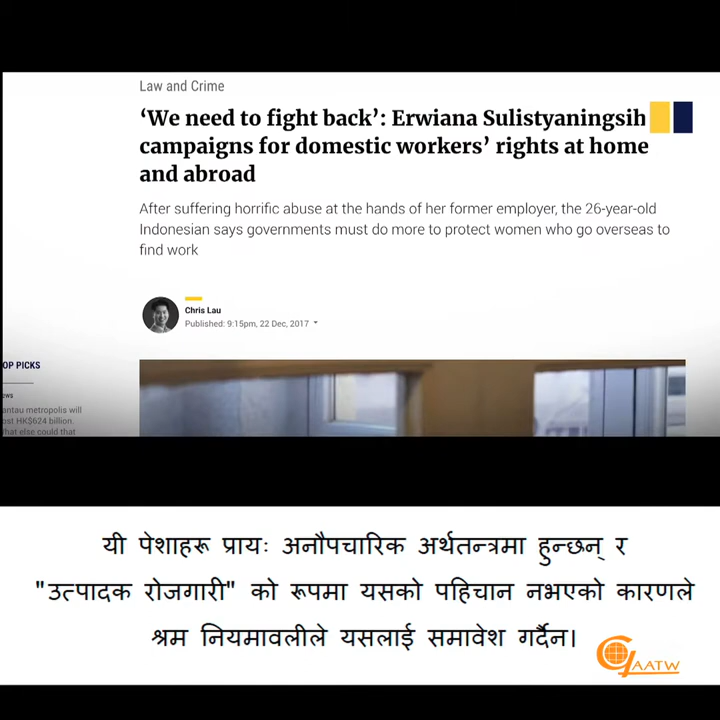 Law and Crime
‘We need to fight back’: Erwiana Sulistyaningsih
campaigns for domestic workers’ rights at home
and abroad
After suffering horrific abuse at the hands of her former employer, the 26-year-old
Indonesian says governments must do more to protect women who go overseas to
find work
Chris Lau
Published: 9:15pm, 22 Dec, 2017
OP PICKS
ews
antau metropolis will
ost HK$624 billion.
hat else could that
यी पेशाहरू प्रायः अनौपचारिक अर्थतन्त्रमा हुन्छन् र
"उत्पादक रोजगारी" को रूपमा यसको पहिचान नभएको कारणले
श्रम नियमावलीले यसलाई समावेश गर्दैन।
GAATW